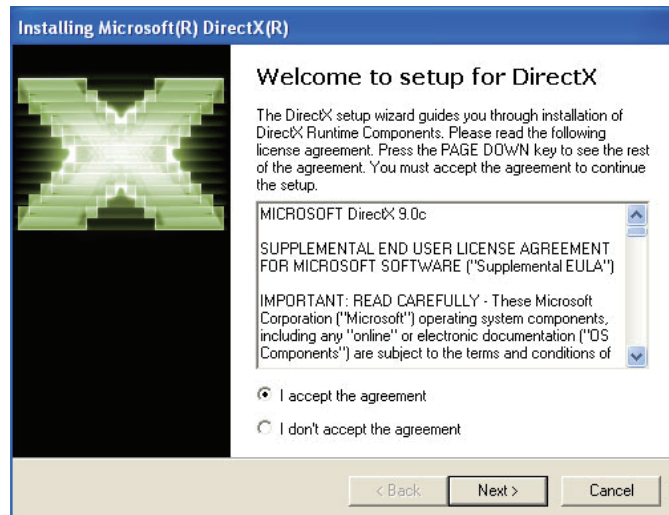 Installing Microsoft(R) DirectX(R)
Welcome to setup for DirectX
The DirectX setup wizard guides you through installation of
DirectX Runtime Components. Please read the following
license agreement. Press the PAGE DOWN key to see the rest
of the agreement. You must accept the agreement to continue
the setup.
MICROSOFT DirectX 9.0c
SUPPLEMENTAL END USER LICENSE AGREEMENT
FOR MICROSOFT SOFTWARE ("Supplemental EULA")
IMPORTANT: READ CAREFULLY - These Microsoft
Corporation ("Microsoft") operating system components,
including any "online" or electronic documentation ("OS
Components") are subject to the terms and conditions of
I accept the agreement
I don't accept the agreement
< Back
Next >
Cancel